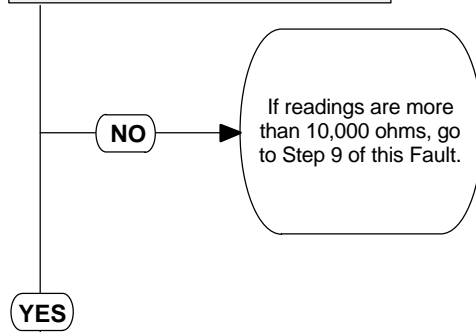 NO
If readings are more
than 10,000 ohms, go
to Step 9 of this Fault.
YES